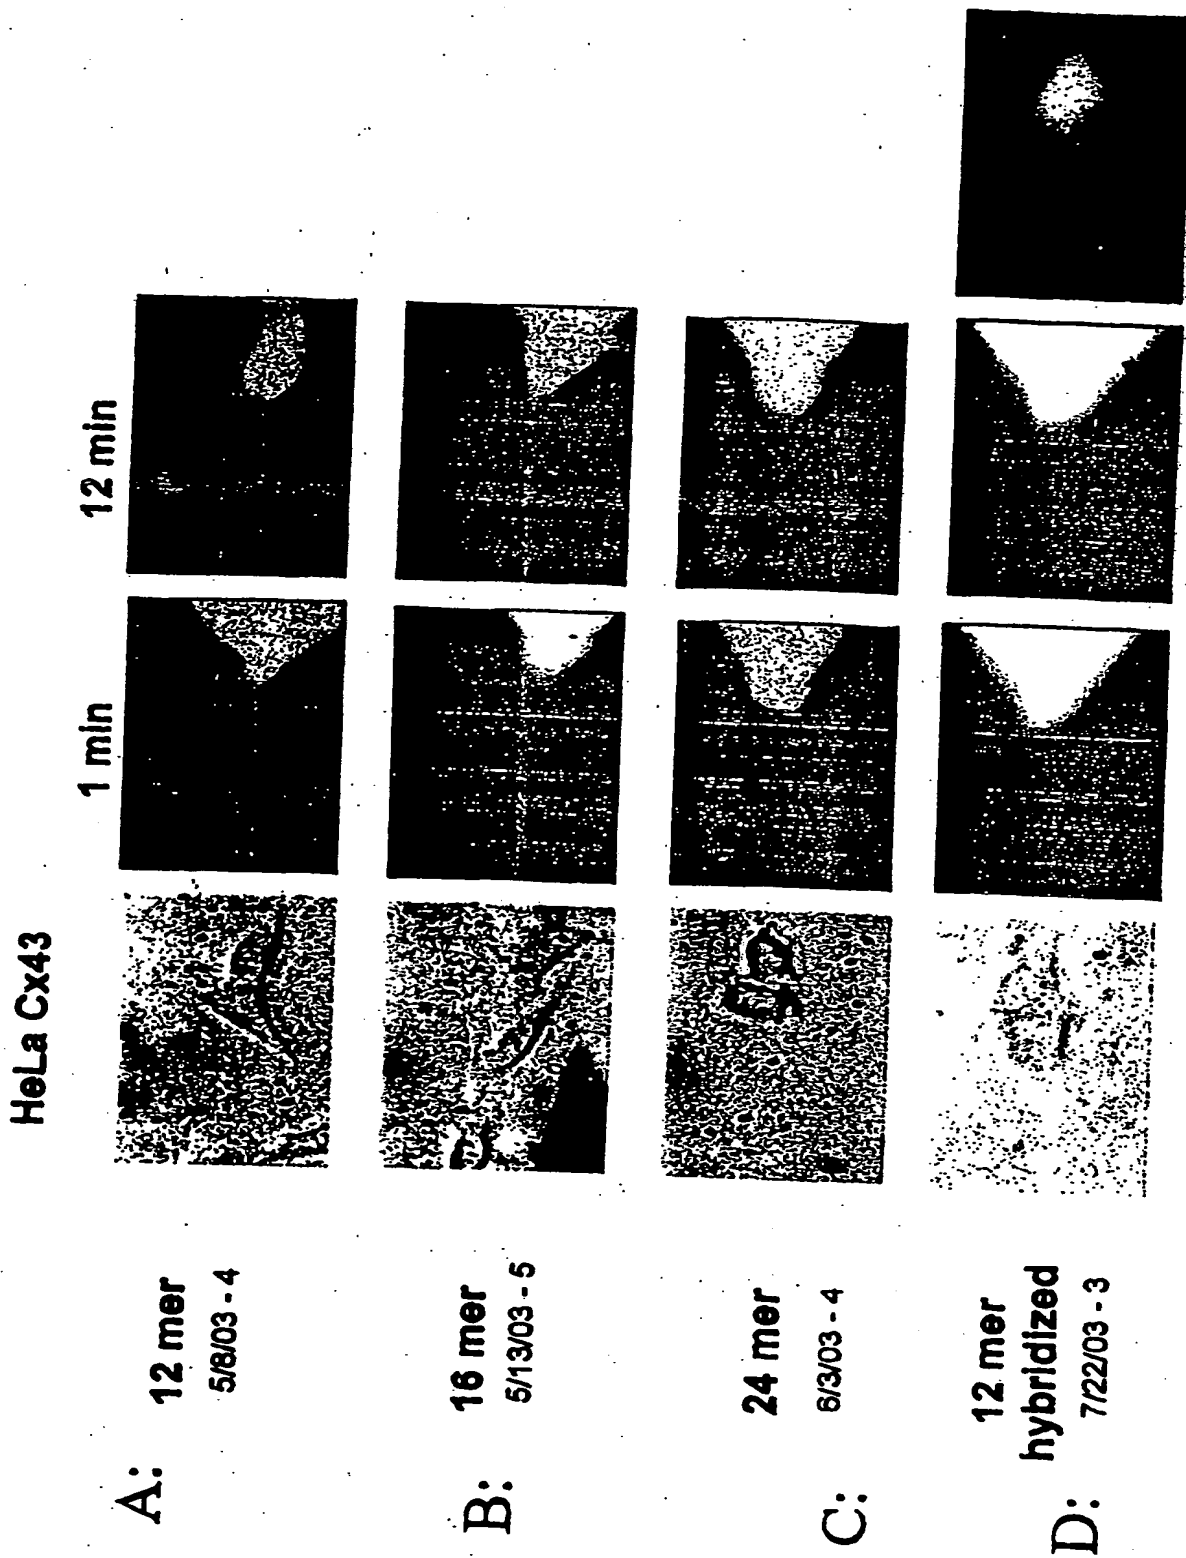 HeLa Cx43
1 min
12 min
A:
12 mer
5/8/03 - 4
B:
16 mer
5/13/03 - 5
C:
24 mer
6/3/03 - 4
D:
12 mer
hybridized
7/22/03 - 3